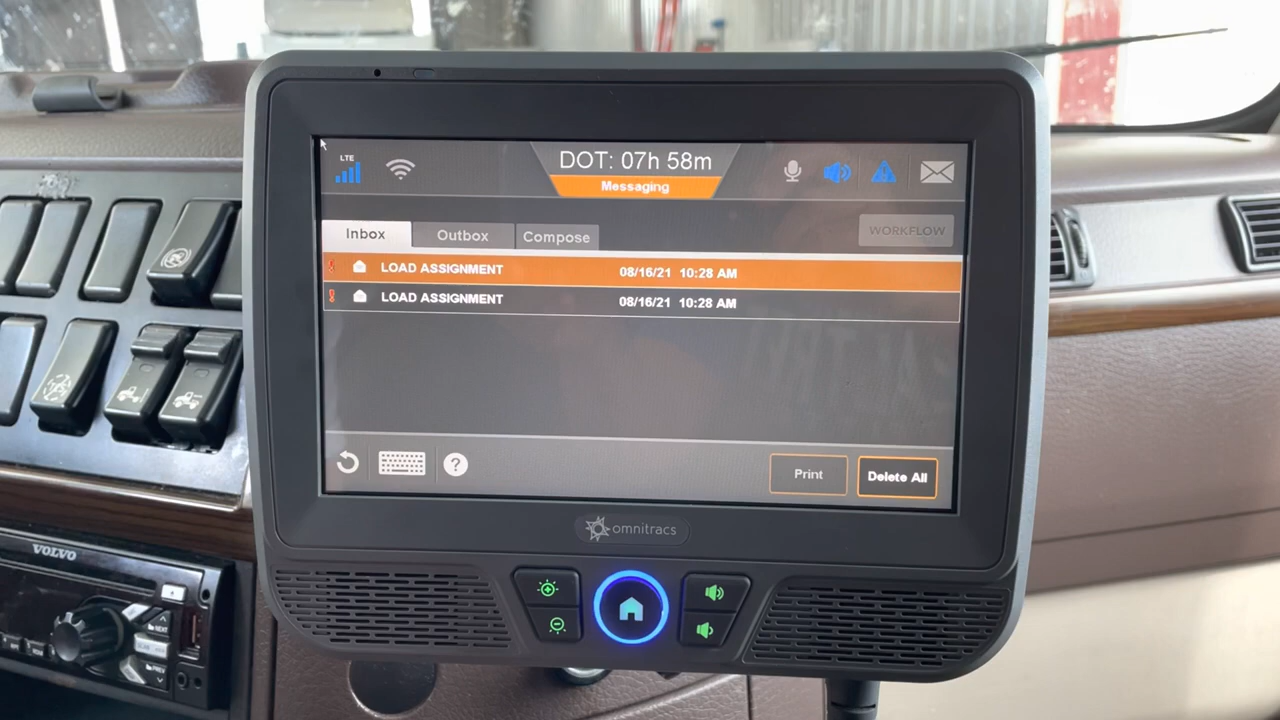 LTE
DOT: 07h 58m
Messaging
Inbox
Outbox
Compose
WORKFLOW
LOAD ASSIGNMENT 08/16/21 10:28 AM
LOAD ASSIGNMENT 08/16/21 10:28 AM
?
Print
Delete All
omnitracs
VOLVO